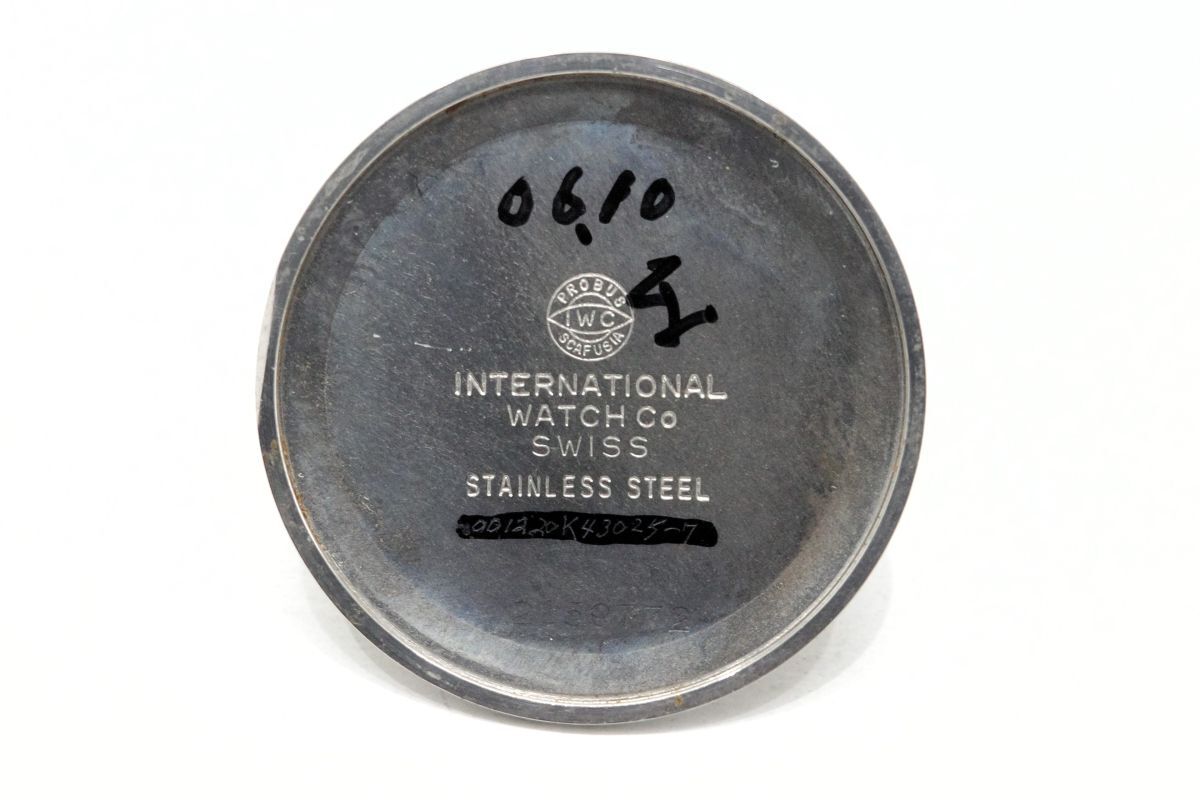 06.10
PROBUS
IWC
SCAFUSIA
INTERNATIONAL
WATCH Co
SWISS
STAINLESS STEEL
001220K43025-7